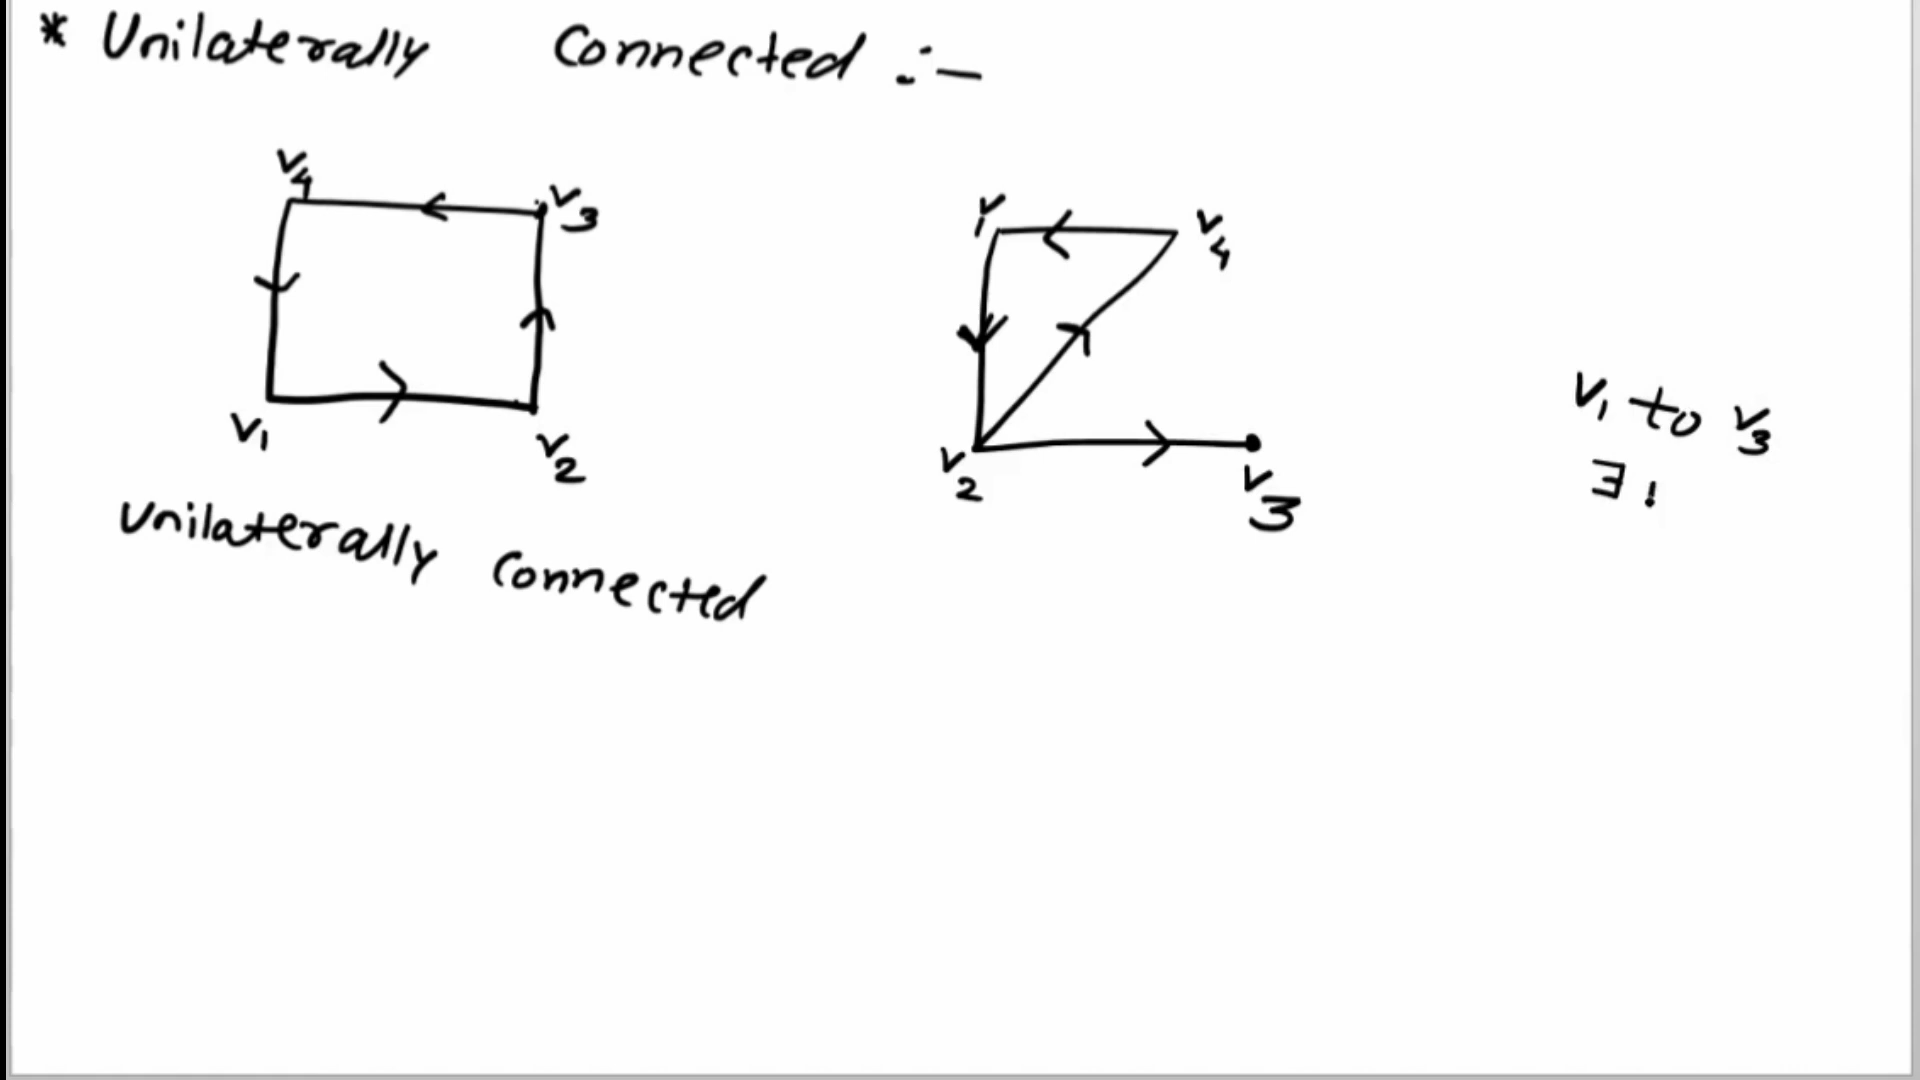 * Unilaterally Connected :-
V4
V3
V1
V2
Unilaterally Connected
V1
V4
V2
V3
V1 to V3
∃ !